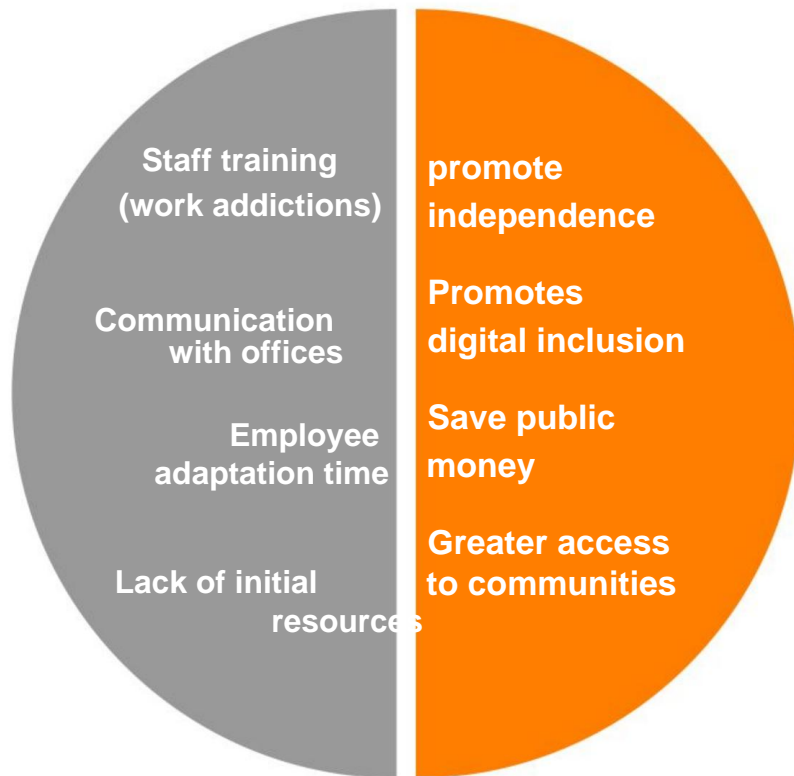 Staff training
(work addictions)
Communication
with offices
Employee
adaptation time
Lack of initial
resources
promote
independence
Promotes
digital inclusion
Save public
money
Greater access
to communities